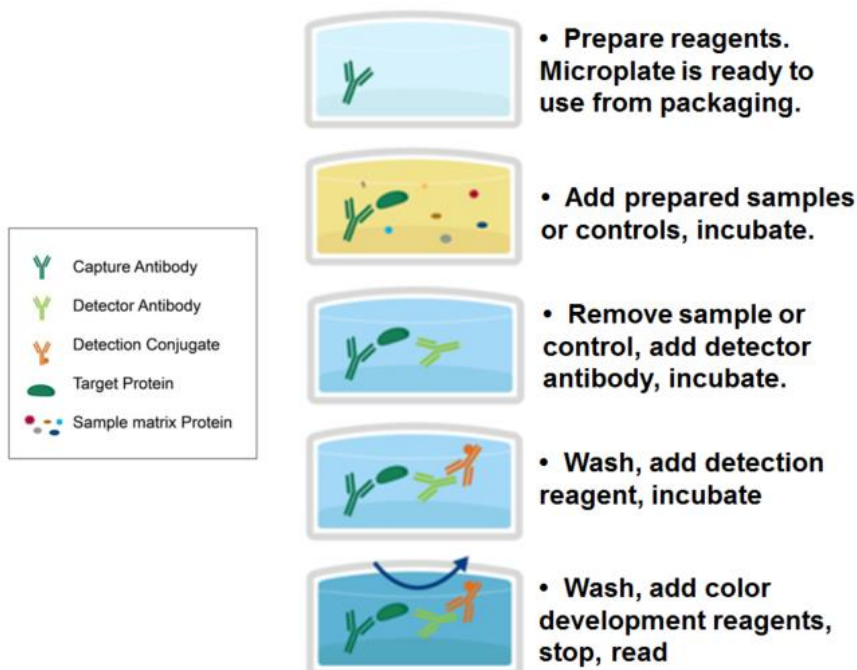 • Prepare reagents.
Microplate is ready to
use from packaging.
• Add prepared samples
or controls, incubate.
Capture Antibody
Detector Antibody
Detection Conjugate
Target Protein
Sample matrix Protein
• Remove sample or
control, add detector
antibody, incubate.
• Wash, add detection
reagent, incubate
• Wash, add color
development reagents,
stop, read